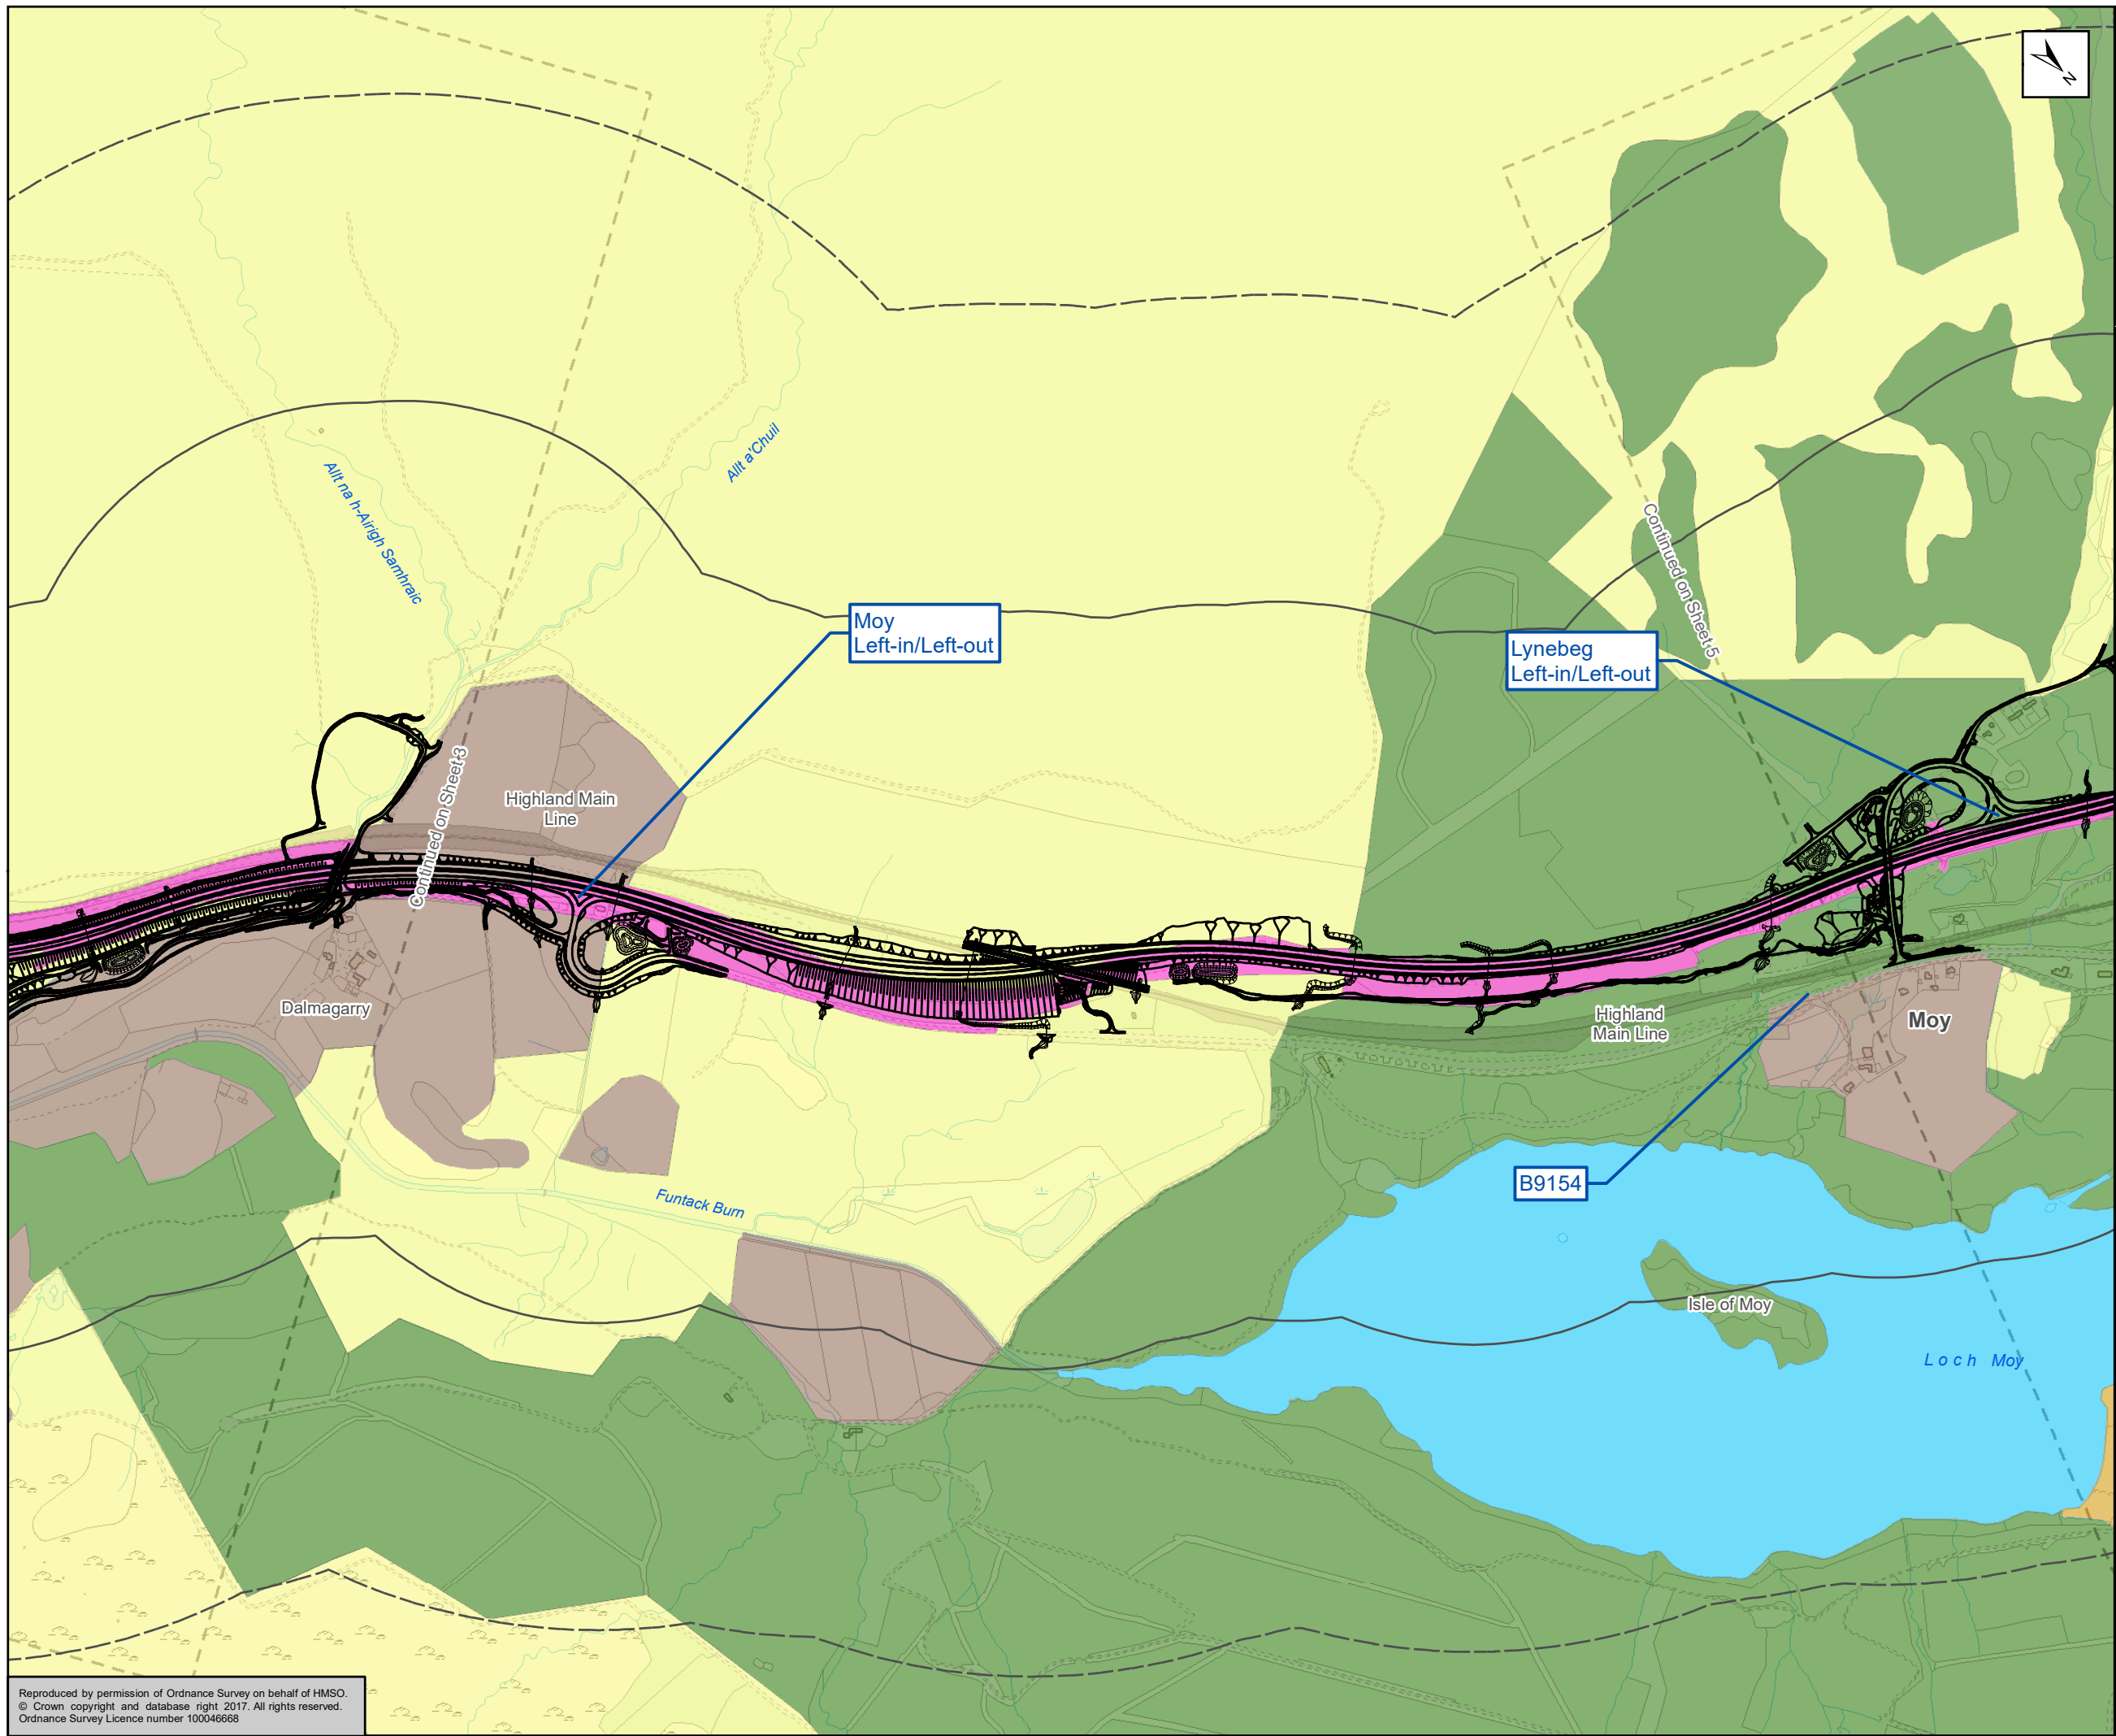 N
Allt a'Chuil
Allt na h-Airigh Samhraic
Continued on Sheet 5
Moy
Left-in/Left-out
Lynebeg
Left-in/Left-out
Continued on Sheet 3
Highland Main
Line
Dalmagarry
Highland
Main Line
Moy
B9154
Funtack Burn
Isle of Moy
Loch Moy
Reproduced by permission of Ordnance Survey on behalf of HMSO.
© Crown copyright and database right 2017. All rights reserved.
Ordnance Survey Licence number 100046668